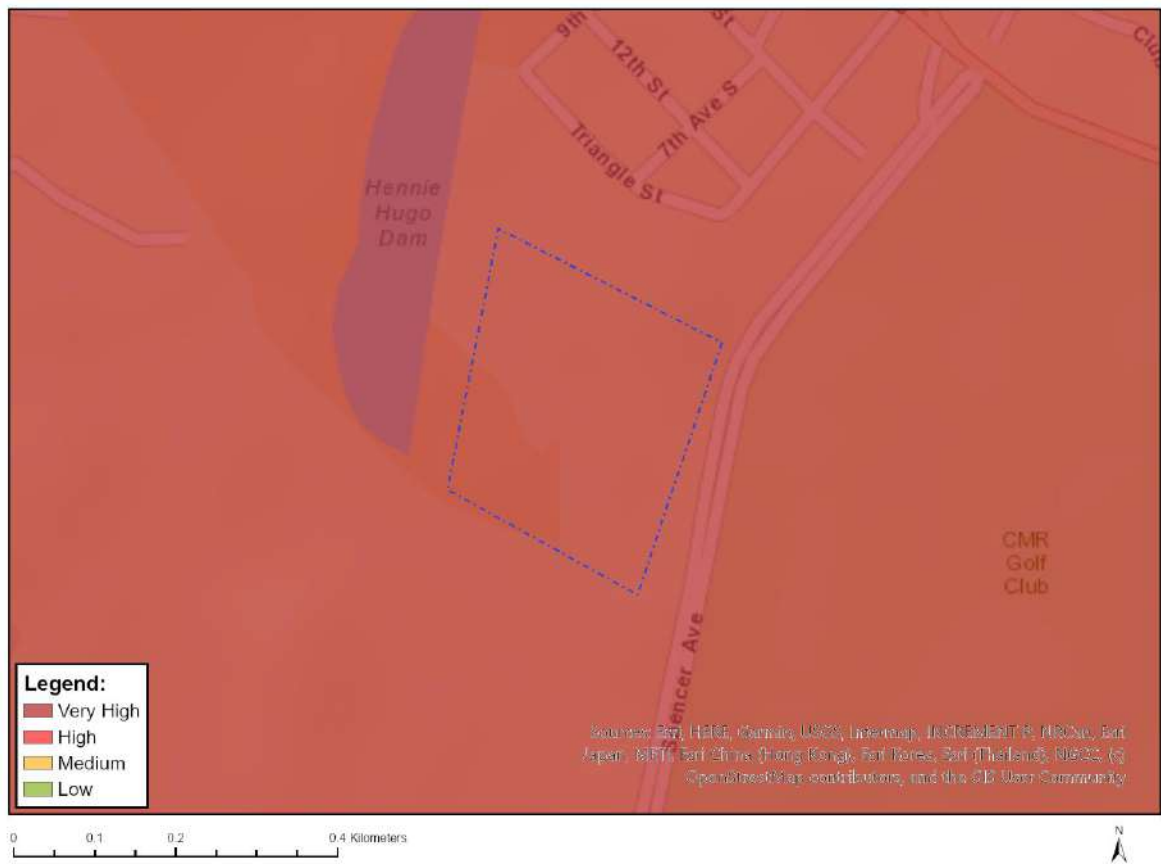 St
9th
12th St
7th Ave S
Triangle St
Club
Hennie
Hugo
Dam
CMR
Golf
Club
Spencer Ave
Legend:
Very High
High
Medium
Low
Sources: Esri, HERE, Garmin, USGS, Intermap, INCREMENT P, NRCan, Esri
Japan, METI, Esri China (Hong Kong), Esri Korea, Esri (Thailand), NGCC, (c)
OpenStreetMap contributors, and the GIS User Community
0 0.1 0.2 0.4 Kilometers
N